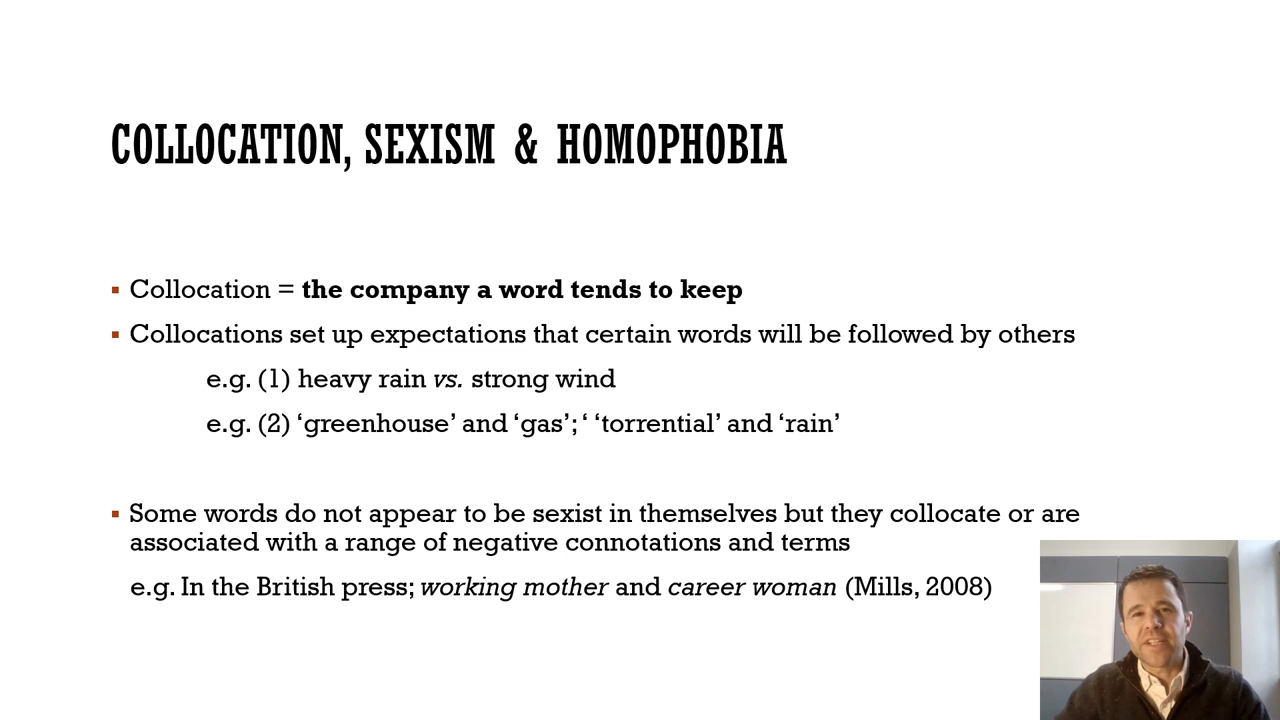 COLLOCATION, SEXISM & HOMOPHOBIA
▪ Collocation = the company a word tends to keep
▪ Collocations set up expectations that certain words will be followed by others
e.g. (1) heavy rain vs. strong wind
e.g. (2) ‘greenhouse’ and ‘gas’; ‘ ‘torrential’ and ‘rain’
▪ Some words do not appear to be sexist in themselves but they collocate or are
associated with a range of negative connotations and terms
e.g. In the British press; working mother and career woman (Mills, 2008)